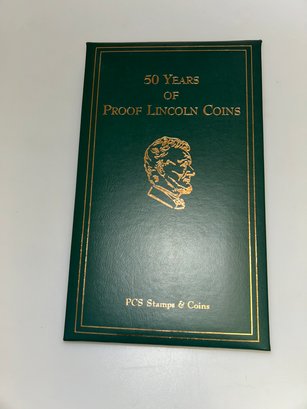 50 YEARS
OF
PROOF LINCOLN COINS
PCS Stamps & Coins